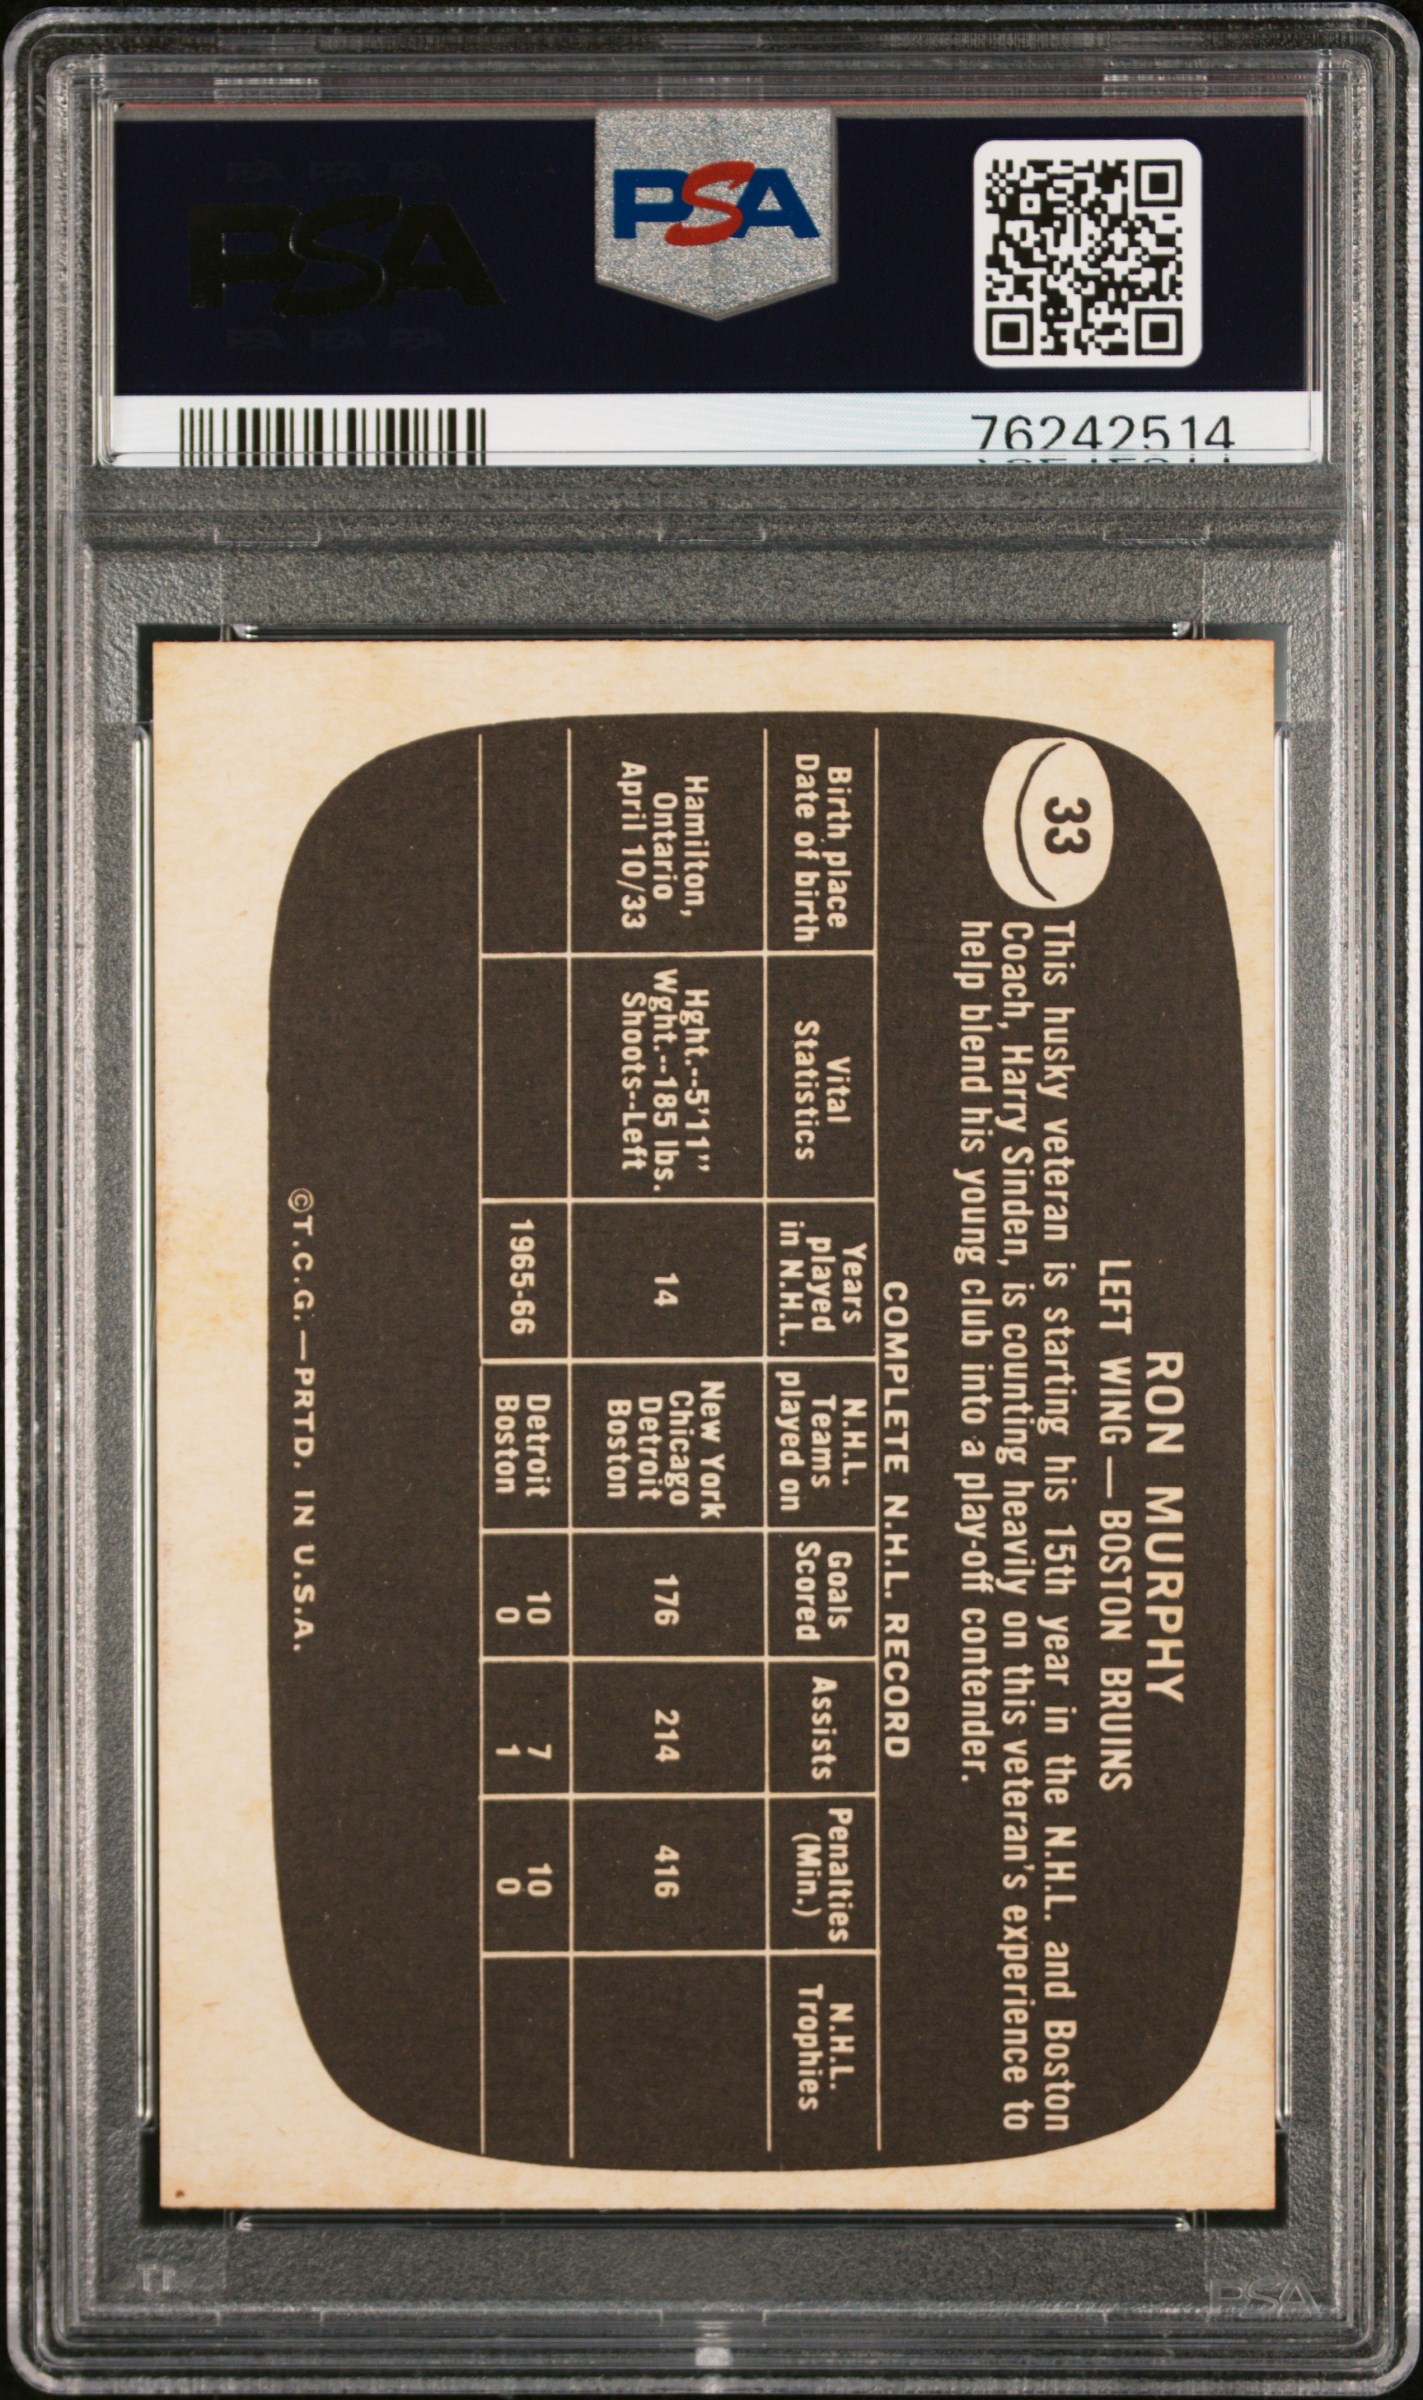 PSA
PSA
76242514
33
RON MURPHY
LEFT WING — BOSTON BRUINS
This husky veteran is starting his 15th year in the N.H.L. and Boston
Coach, Harry Sinden, is counting heavily on this veteran's experience to
help blend his young club into a play-off contender.
COMPLETE N.H.L. RECORD
Birth place
Date of birth
Vital
Statistics
Years
played
in N.H.L.
N.H.L.
Teams
played on
Goals
Scored
Assists
Penalties
(Min.)
N.H.L.
Trophies
Hamilton,
Ontario
April 10/33
Hght.--5'11"
Wght.--185 lbs.
Shoots--Left
14
New York
Chicago
Detroit
Boston
176
214
416
1965-66
Detroit
Boston
10
0
7
1
10
0
©T.C.G.—PRTD. IN U.S.A.
PSA